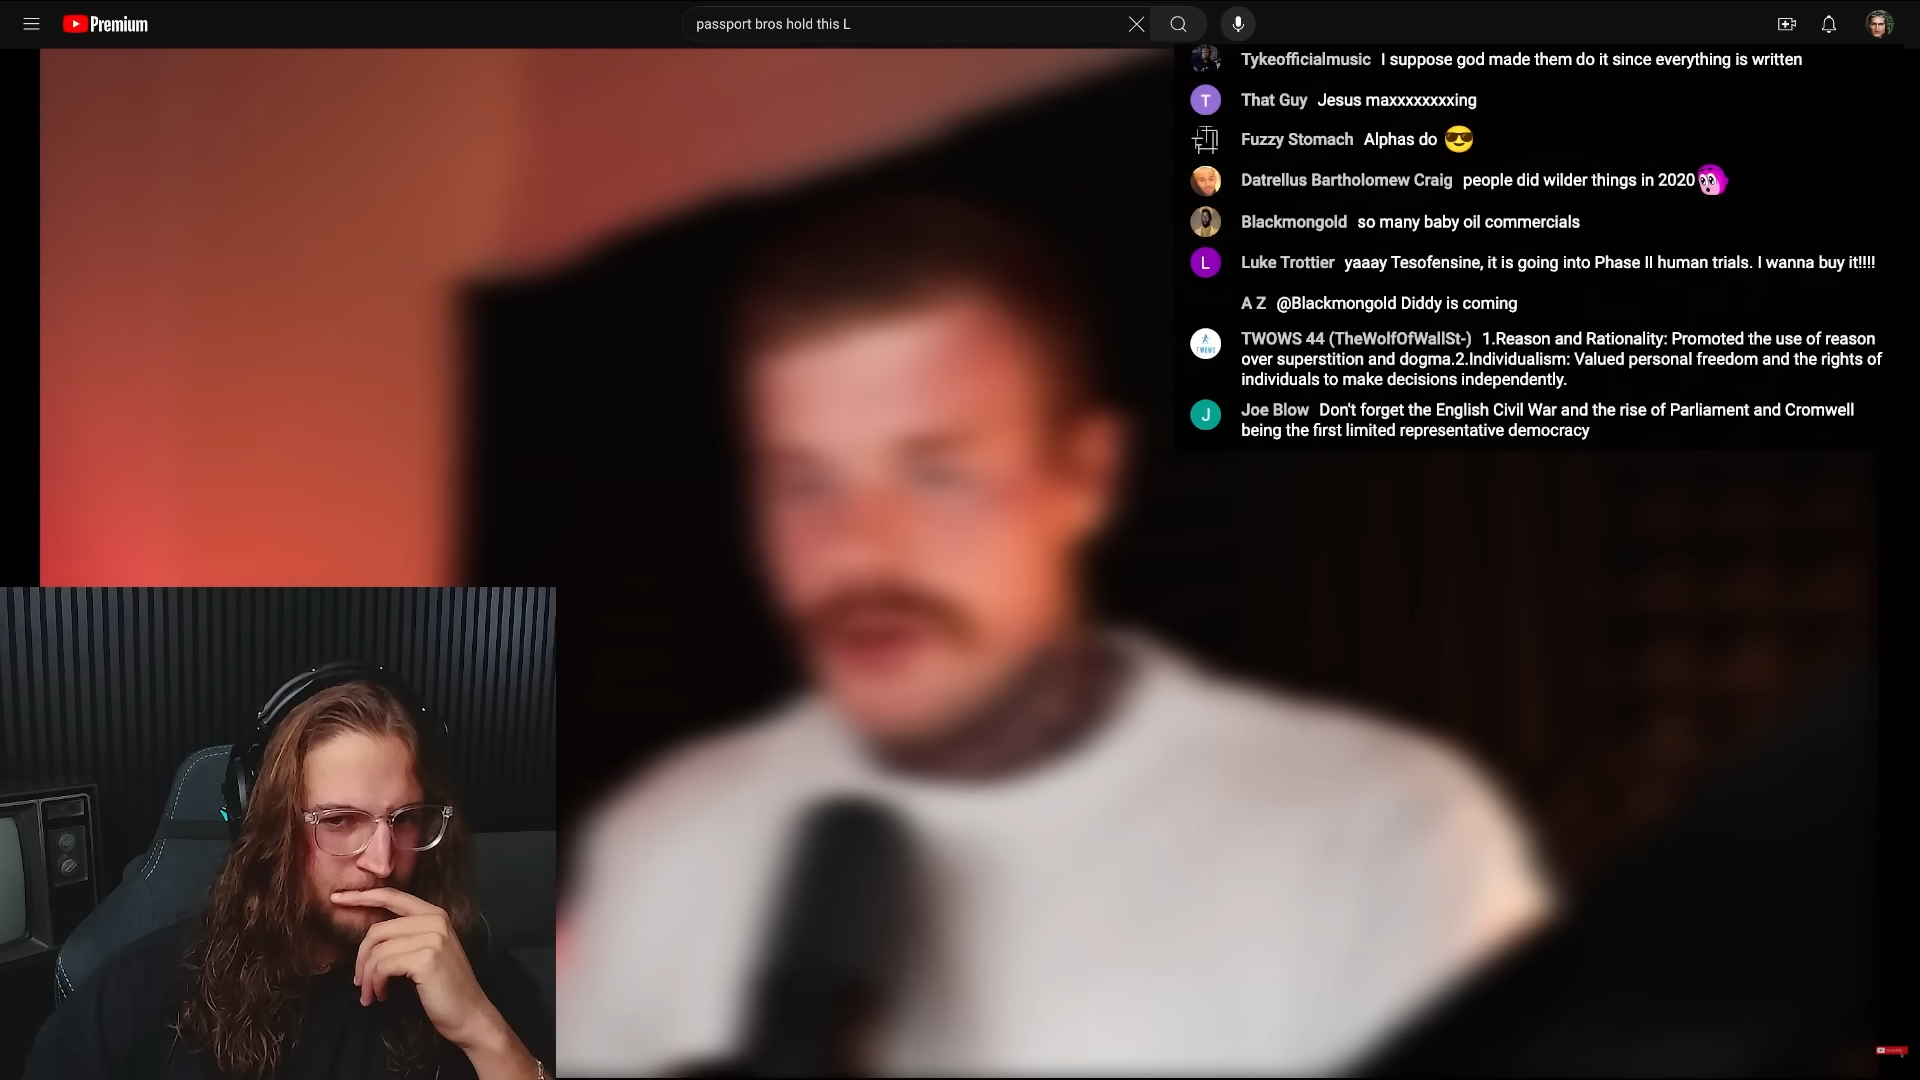 Premium
passport bros hold this L
Tykeofficialmusic I suppose god made them do it since everything is written
T
That Guy Jesus maxxxxxxxxing
Fuzzy Stomach Alphas do 😎
Datrellus Bartholomew Craig people did wilder things in 2020
Blackmongold so many baby oil commercials
L
Luke Trottier yaaay Tesofensine, it is going into Phase II human trials. I wanna buy it!!!!
A Z @Blackmongold Diddy is coming
TWOWS
TWOWS 44 (TheWolfOfWallSt-) 1.Reason and Rationality: Promoted the use of reason
over superstition and dogma.2.Individualism: Valued personal freedom and the rights of
individuals to make decisions independently.
J
Joe Blow Don't forget the English Civil War and the rise of Parliament and Cromwell
being the first limited representative democracy